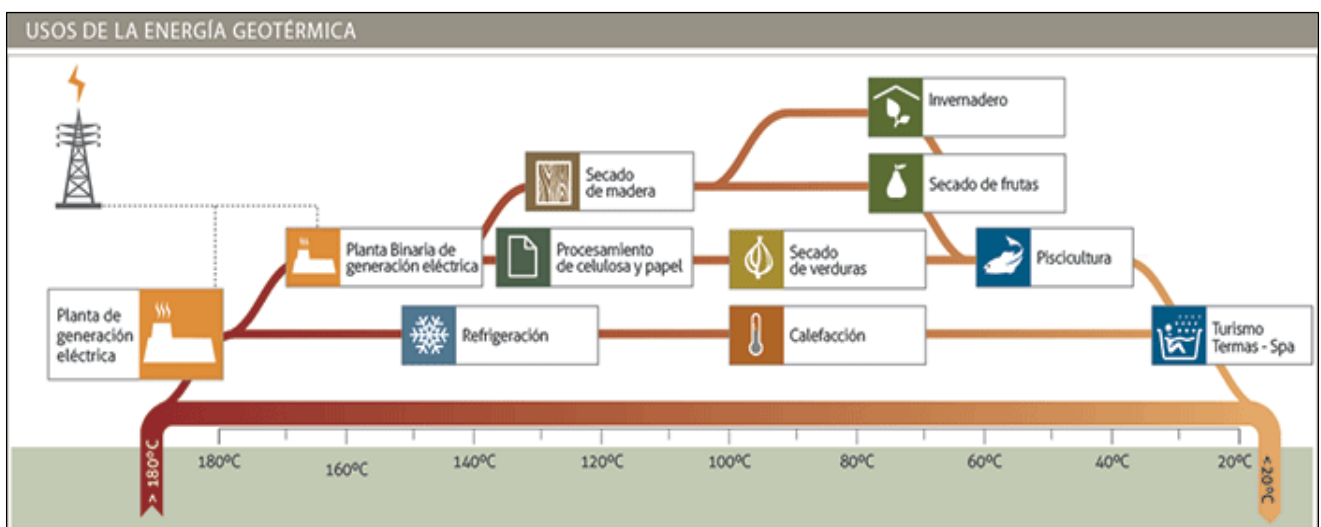 USOS DE LA ENERGÍA GEOTÉRMICA
Invernadero
Secado
de madera
Secado de frutas
Planta Binaria de
generación eléctrica
Procesamiento
de celulosa y papel
Secado
de verduras
Piscicultura
Planta de
generación
eléctrica
Refrigeración
Calefacción
Turismo
Termas - Spa
> 180ºC
180ºC
160ºC
140ºC
120ºC
100ºC
80ºC
60ºC
40ºC
20ºC
<20ºC